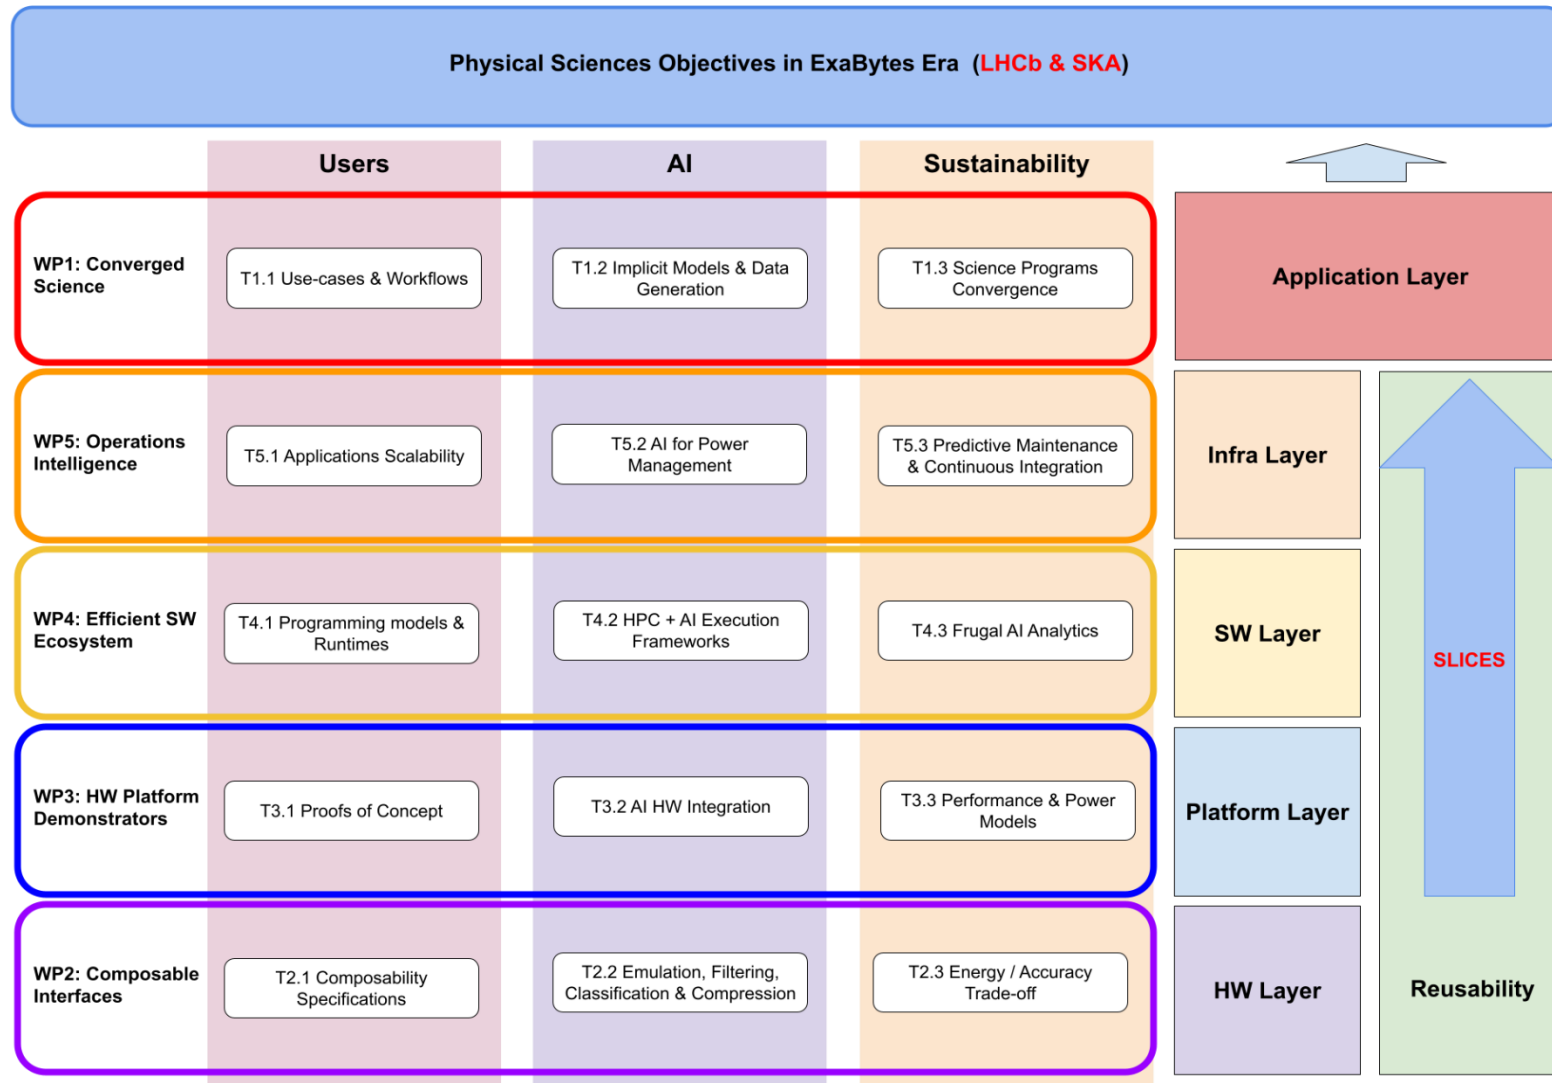 Physical Sciences Objectives in ExaBytes Era (LHCb & SKA)
Users
AI
Sustainability
WP1: Converged
Science
T1.1 Use-cases & Workflows
T1.2 Implicit Models & Data
Generation
T1.3 Science Programs
Convergence
Application Layer
WP5: Operations
Intelligence
T5.1 Applications Scalability
T5.2 AI for Power
Management
T5.3 Predictive Maintenance
& Continuous Integration
Infra Layer
WP4: Efficient SW
Ecosystem
T4.1 Programming models &
Runtimes
T4.2 HPC + AI Execution
Frameworks
T4.3 Frugal AI Analytics
SW Layer
SLICES
WP3: HW Platform
Demonstrators
T3.1 Proofs of Concept
T3.2 AI HW Integration
T3.3 Performance & Power
Models
Platform Layer
WP2: Composable
Interfaces
T2.1 Composability
Specifications
T2.2 Emulation, Filtering,
Classification & Compression
T2.3 Energy / Accuracy
Trade-off
HW Layer
Reusability